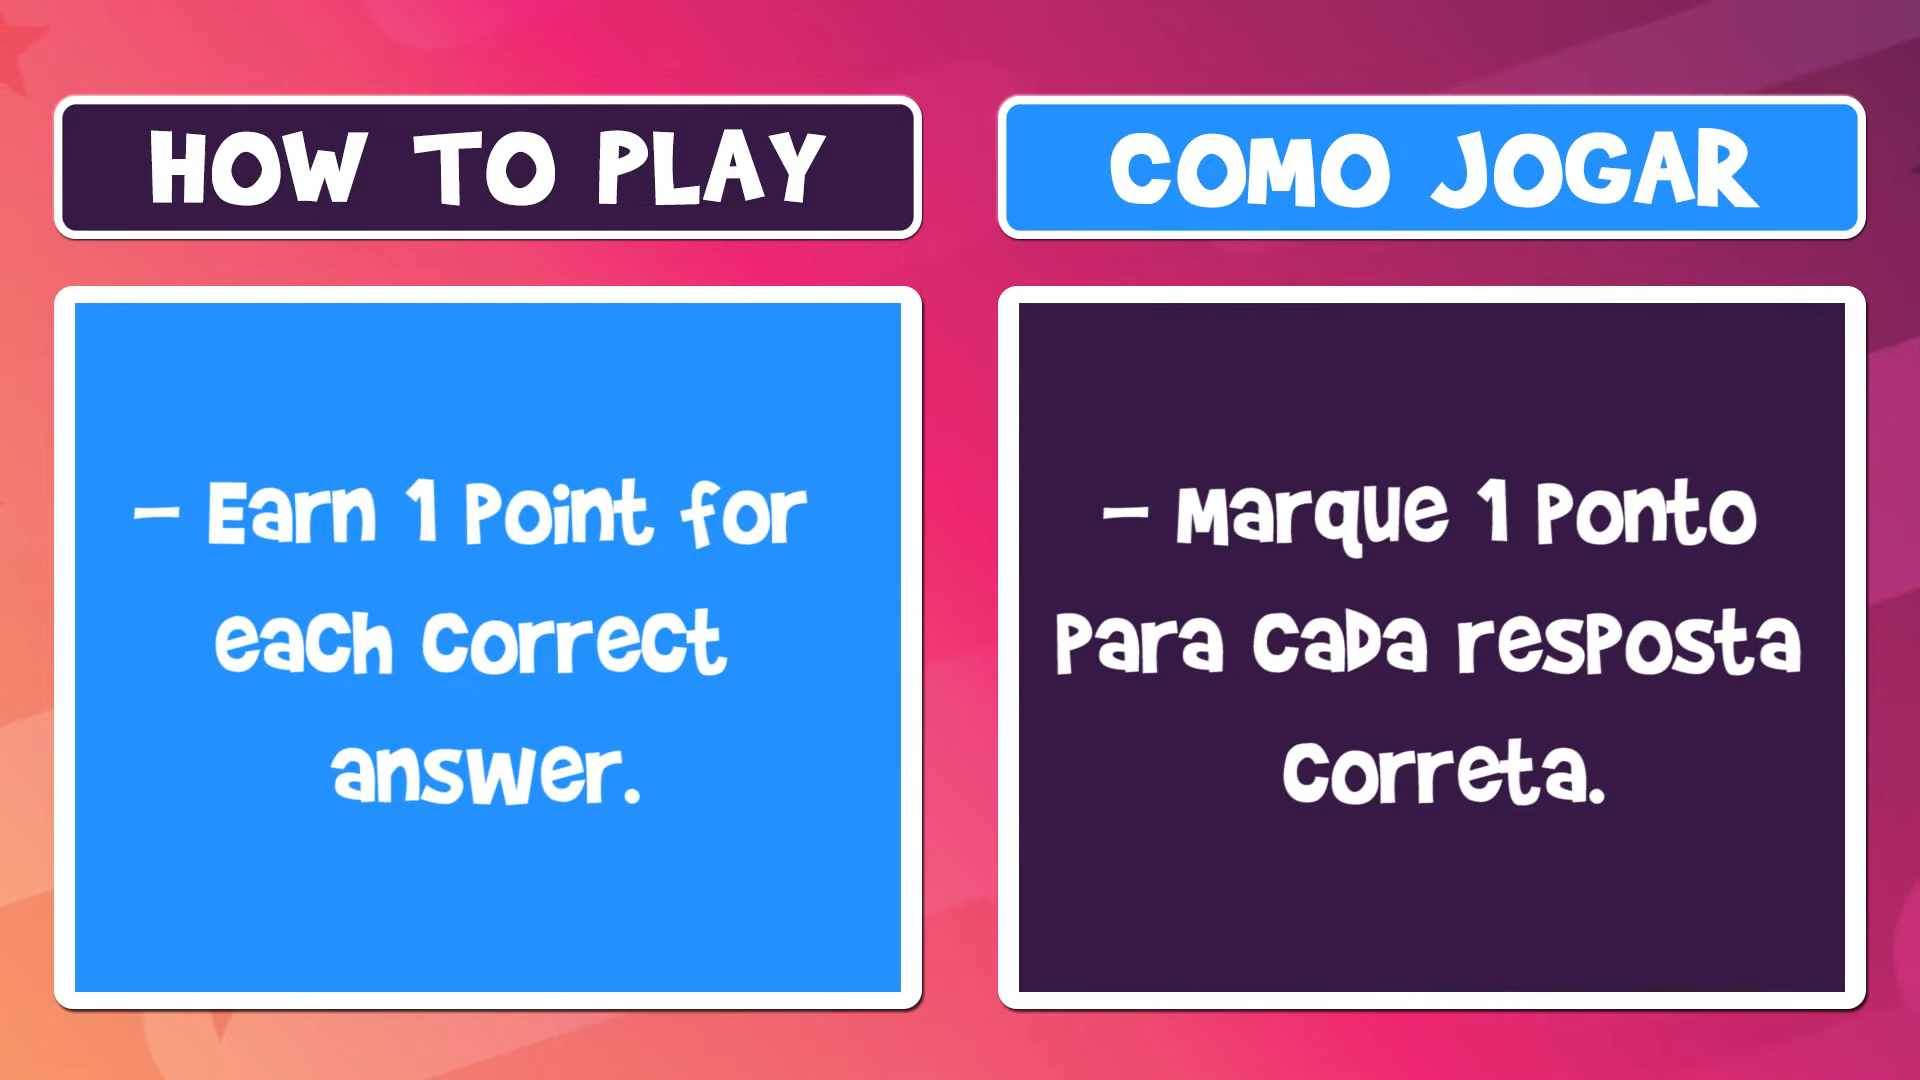 HOW TO PLAY
- Earn 1 Point for
each correct
answer.
COMO JOGAR
- Marque 1 Ponto
Para cada resposta
correta.